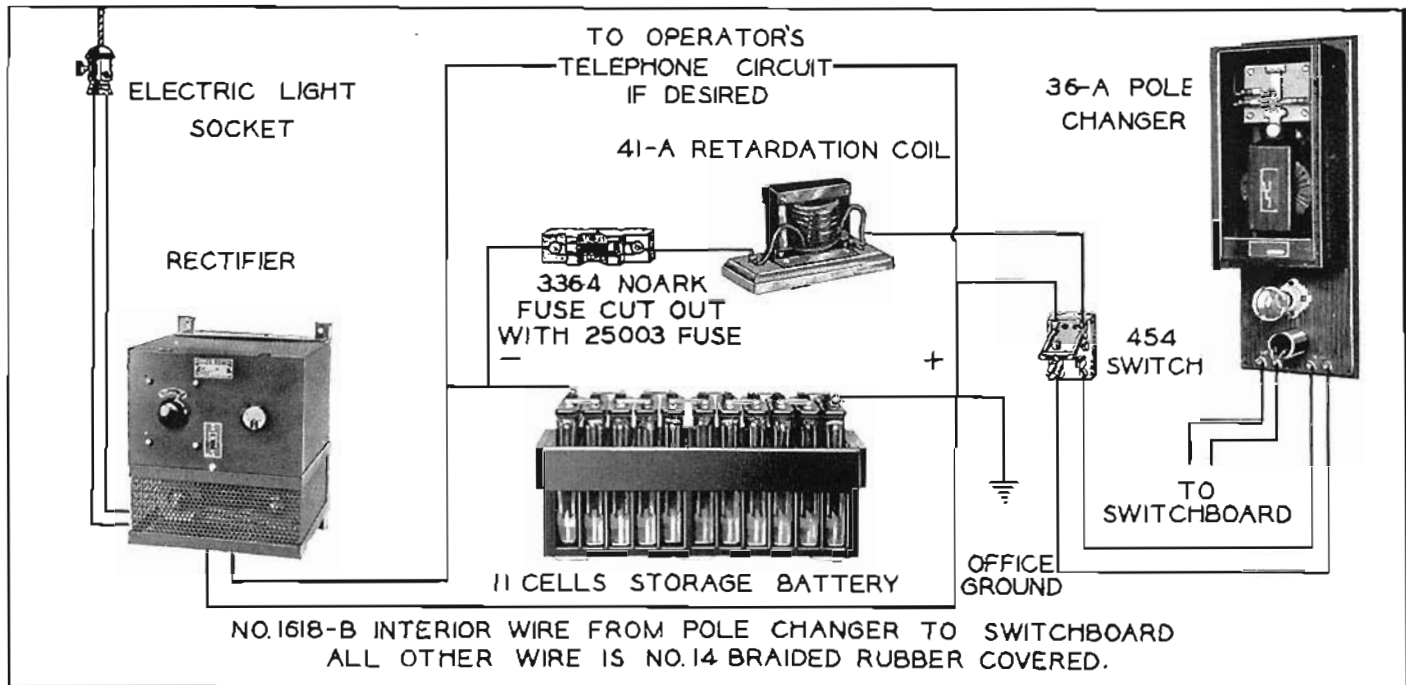 TO OPERATOR'S
TELEPHONE CIRCUIT
IF DESIRED
ELECTRIC LIGHT
SOCKET
36-A POLE
CHANGER
41-A RETARDATION COIL
RECTIFIER
3364 NOARK
FUSE CUT OUT
WITH 25003 FUSE
454
SWITCH
–
+
TO
SWITCHBOARD
11 CELLS STORAGE BATTERY
OFFICE
GROUND
NO. 1618-B INTERIOR WIRE FROM POLE CHANGER TO SWITCHBOARD
ALL OTHER WIRE IS NO. 14 BRAIDED RUBBER COVERED.